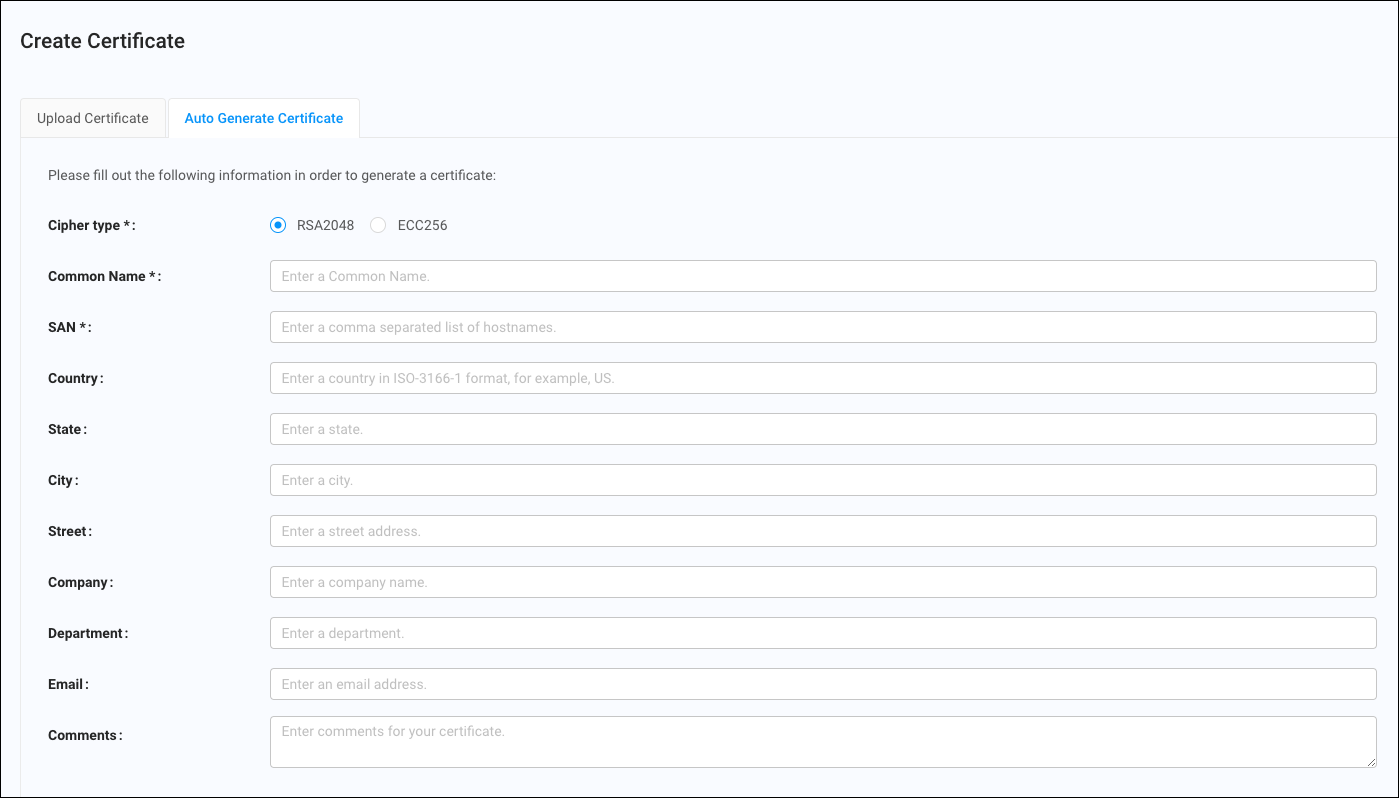 Create Certificate
Upload Certificate
Auto Generate Certificate
Please fill out the following information in order to generate a certificate:
Cipher type * : RSA2048 ECC256
Common Name * : Enter a Common Name.
SAN * : Enter a comma separated list of hostnames.
Country : Enter a country in ISO-3166-1 format, for example, US.
State : Enter a state.
City : Enter a city.
Street : Enter a street address.
Company : Enter a company name.
Department : Enter a department.
Email : Enter an email address.
Comments : Enter comments for your certificate.